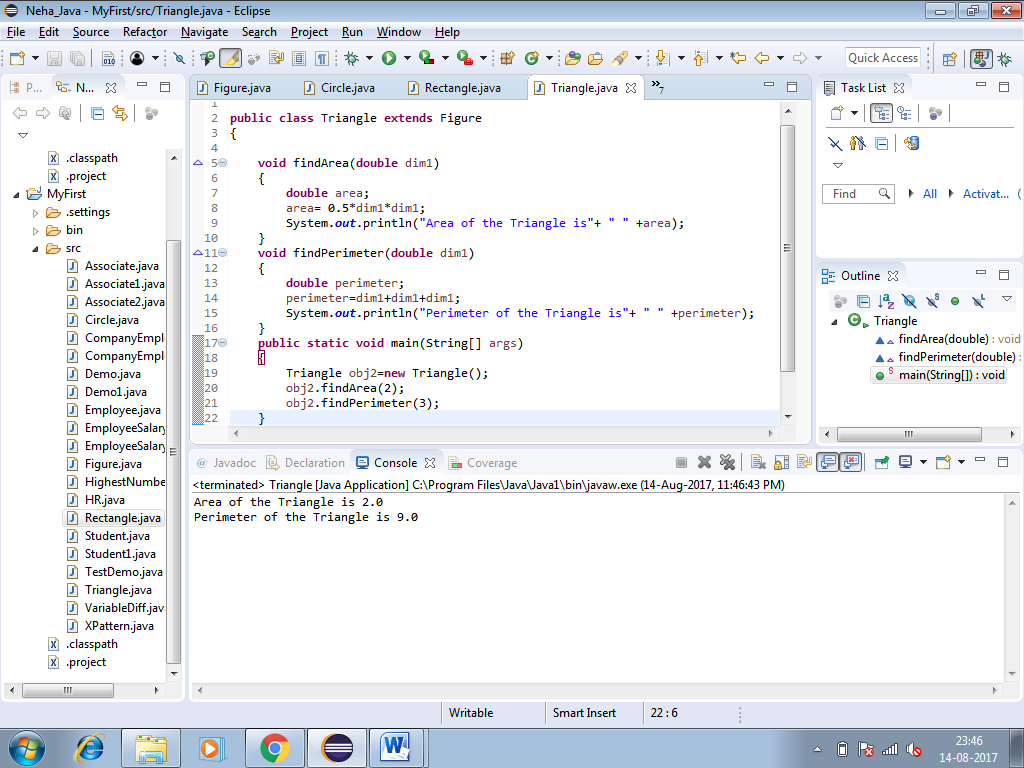 Neha_Java - MyFirst/src/Triangle.java - Eclipse
File Edit Source Refactor Navigate Search Project Run Window Help
Quick Access
P... N...
.classpath
.project
MyFirst
.settings
bin
src
Associate.java
Associate1.java
Associate2.java
Circle.java
CompanyEmpl
CompanyEmpl
Demo.java
Demo1.java
Employee.java
EmployeeSalary
EmployeeSalary
Figure.java
HighestNumbe
HR.java
Rectangle.java
Student.java
Student1.java
TestDemo.java
Triangle.java
VariableDiff.jav
XPattern.java
.classpath
.project
Figure.java Circle.java Rectangle.java Triangle.java »7
1
2 public class Triangle extends Figure
3 {
4
5 void findArea(double dim1)
6 {
7 double area;
8 area= 0.5*dim1*dim1;
9 System.out.println("Area of the Triangle is"+ " " +area);
10 }
11 void findPerimeter(double dim1)
12 {
13 double perimeter;
14 perimeter=dim1+dim1+dim1;
15 System.out.println("Perimeter of the Triangle is"+ " " +perimeter);
16 }
17 public static void main(String[] args)
18 {
19 Triangle obj2=new Triangle();
20 obj2.findArea(2);
21 obj2.findPerimeter(3);
22 }
Task List
Find All Activat...
Outline
Triangle
findArea(double) : void
findPerimeter(double) :
main(String[]) : void
Javadoc Declaration Console Coverage
<terminated> Triangle [Java Application] C:\Program Files\Java\Java1\bin\javaw.exe (14-Aug-2017, 11:46:43 PM)
Area of the Triangle is 2.0
Perimeter of the Triangle is 9.0
Writable Smart Insert 22 : 6
23:46
14-08-2017